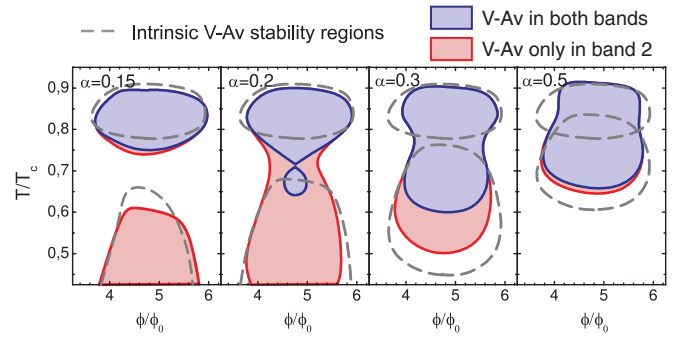 Intrinsic V-Av stability regions
V-Av in both bands
V-Av only in band 2
α=0.15
α=0.2
α=0.3
α=0.5
0,9
0,8
0,7
0,6
0,5
T/Tc
4 5 6
4 5 6
4 5 6
4 5 6
ϕ/ϕ0
ϕ/ϕ0
ϕ/ϕ0
ϕ/ϕ0